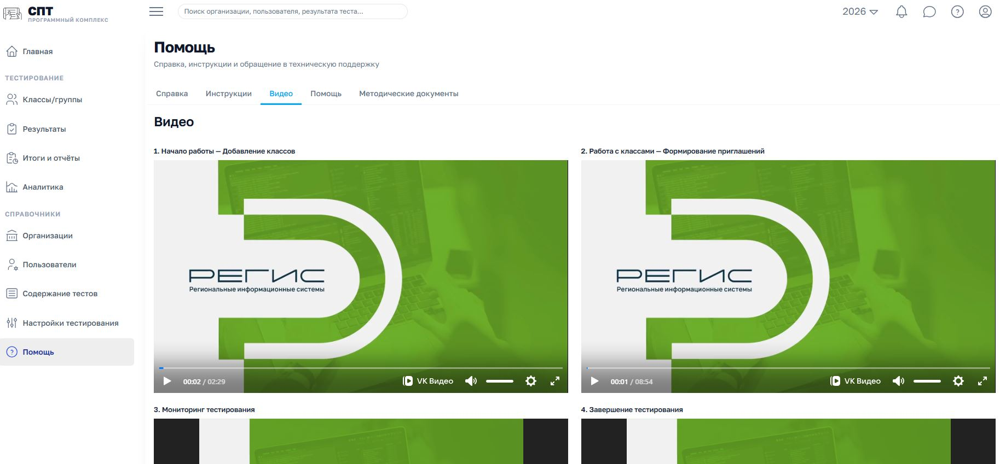 СПТ
ПРОГРАММНЫЙ КОМПЛЕКС
Поиск организации, пользователя, результата теста...
2026
Главная
ТЕСТИРОВАНИЕ
Классы/группы
Результаты
Итоги и отчёты
Аналитика
СПРАВОЧНИКИ
Организации
Пользователи
Содержание тестов
Настройки тестирования
Помощь
Помощь
Справка, инструкции и обращение в техническую поддержку
Справка Инструкции Видео Помощь Методические документы
Видео
1. Начало работы — Добавление классов
РЕГИС
Региональные информационные системы
00:02 / 02:29 VK Видео
2. Работа с классами — Формирование приглашений
РЕГИС
Региональные информационные системы
00:01 / 08:54 VK Видео
3. Мониторинг тестирования
4. Завершение тестирования